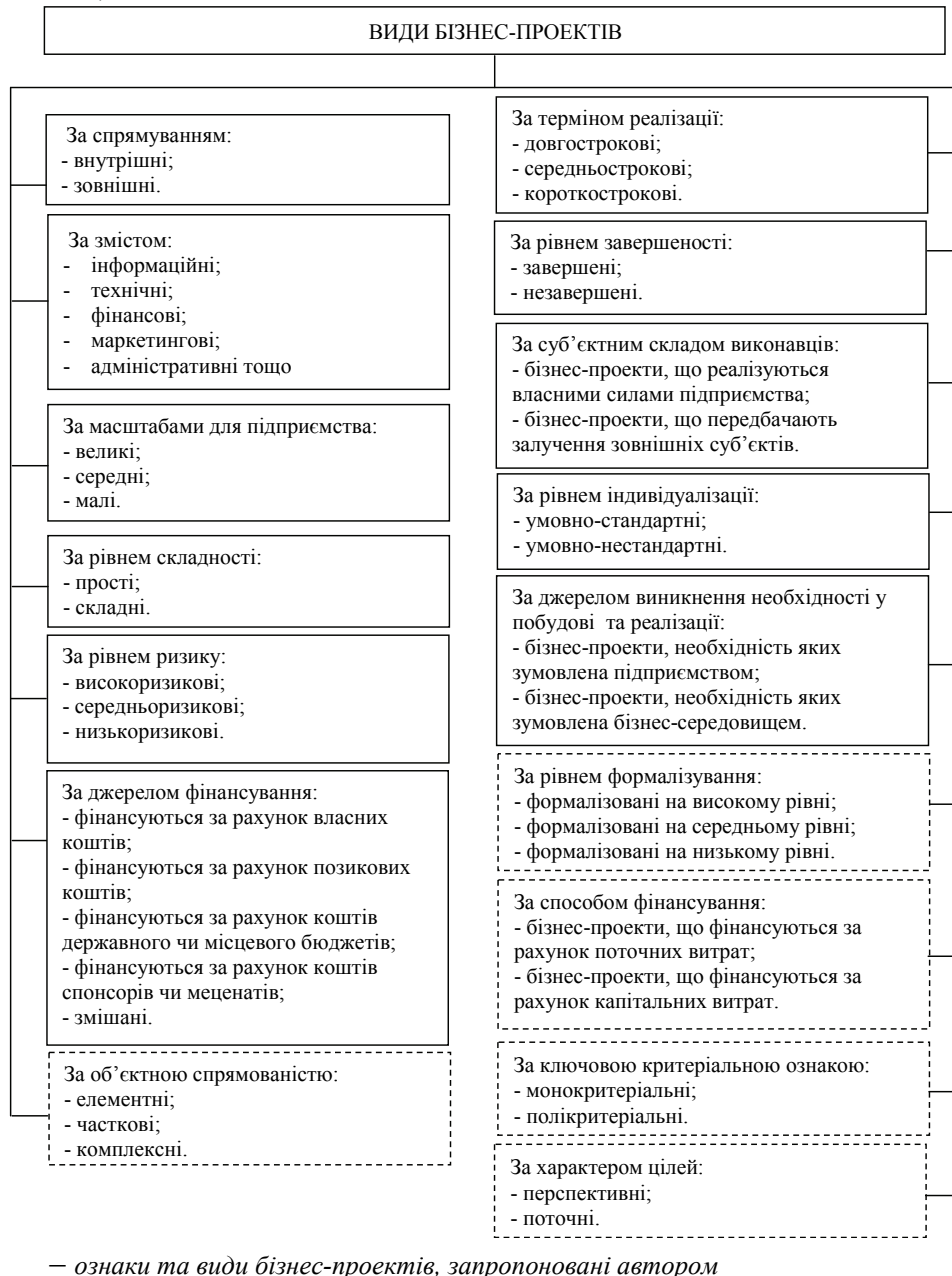 ВИДИ БІЗНЕС-ПРОЕКТІВ
За спрямуванням:
- внутрішні;
- зовнішні.
За змістом:
- інформаційні;
- технічні;
- фінансові;
- маркетингові;
- адміністративні тощо
За масштабами для підприємства:
- великі;
- середні;
- малі.
За рівнем складності:
- прості;
- складні.
За рівнем ризику:
- високоризикові;
- середньоризикові;
- низькоризикові.
За джерелом фінансування:
- фінансуються за рахунок власних
коштів;
- фінансуються за рахунок позикових
коштів;
- фінансуються за рахунок коштів
державного чи місцевого бюджетів;
- фінансуються за рахунок коштів
спонсорів чи меценатів;
- змішані.
За об’єктною спрямованістю:
- елементні;
- часткові;
- комплексні.
За терміном реалізації:
- довгострокові;
- середньострокові;
- короткострокові.
За рівнем завершеності:
- завершені;
- незавершені.
За суб’єктним складом виконавців:
- бізнес-проекти, що реалізуються
власними силами підприємства;
- бізнес-проекти, що передбачають
залучення зовнішніх суб’єктів.
За рівнем індивідуалізації:
- умовно-стандартні;
- умовно-нестандартні.
За джерелом виникнення необхідності у
побудові та реалізації:
- бізнес-проекти, необхідність яких
зумовлена підприємством;
- бізнес-проекти, необхідність яких
зумовлена бізнес-середовищем.
За рівнем формалізування:
- формалізовані на високому рівні;
- формалізовані на середньому рівні;
- формалізовані на низькому рівні.
За способом фінансування:
- бізнес-проекти, що фінансуються за
рахунок поточних витрат;
- бізнес-проекти, що фінансуються за
рахунок капітальних витрат.
За ключовою критеріальною ознакою:
- монокритеріальні;
- полікритеріальні.
За характером цілей:
- перспективні;
- поточні.
– ознаки та види бізнес-проектів, запропоновані автором